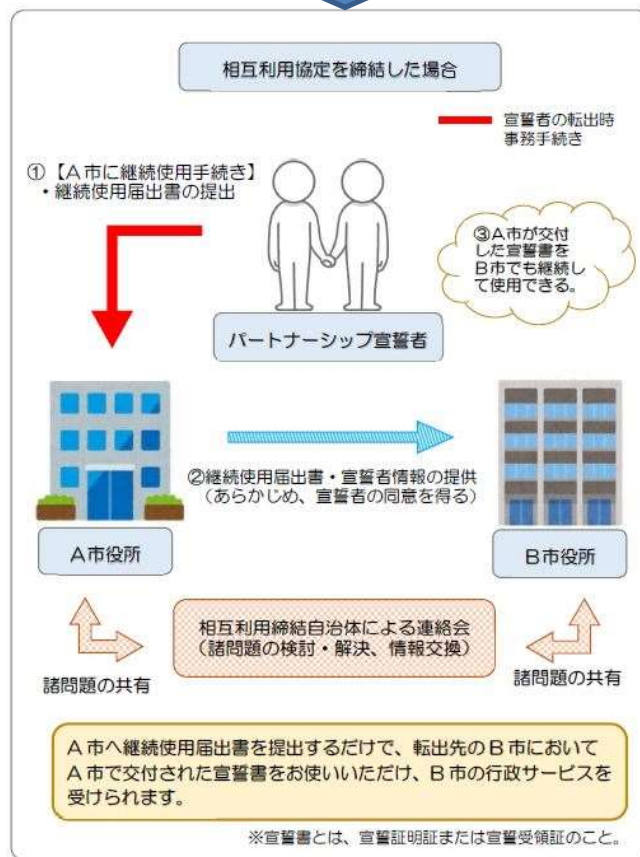 相互利用協定を締結した場合
宣誓者の転出時
事務手続き
①【A市に継続使用手続き】
・継続使用届出書の提出
③A市が交付
した宣誓書を
B市でも継続し
て使用できる。
パートナーシップ宣誓者
②継続使用届出書・宣誓者情報の提供
（あらかじめ、宣誓者の同意を得る）
A市役所
B市役所
相互利用締結自治体による連絡会
（諸問題の検討・解決、情報交換）
諸問題の共有
諸問題の共有
A市へ継続使用届出書を提出するだけで、転出先のB市において
A市で交付された宣誓書をお使いいただけ、B市の行政サービスを
受けられます。
※宣誓書とは、宣誓証明証または宣誓受領証のこと。